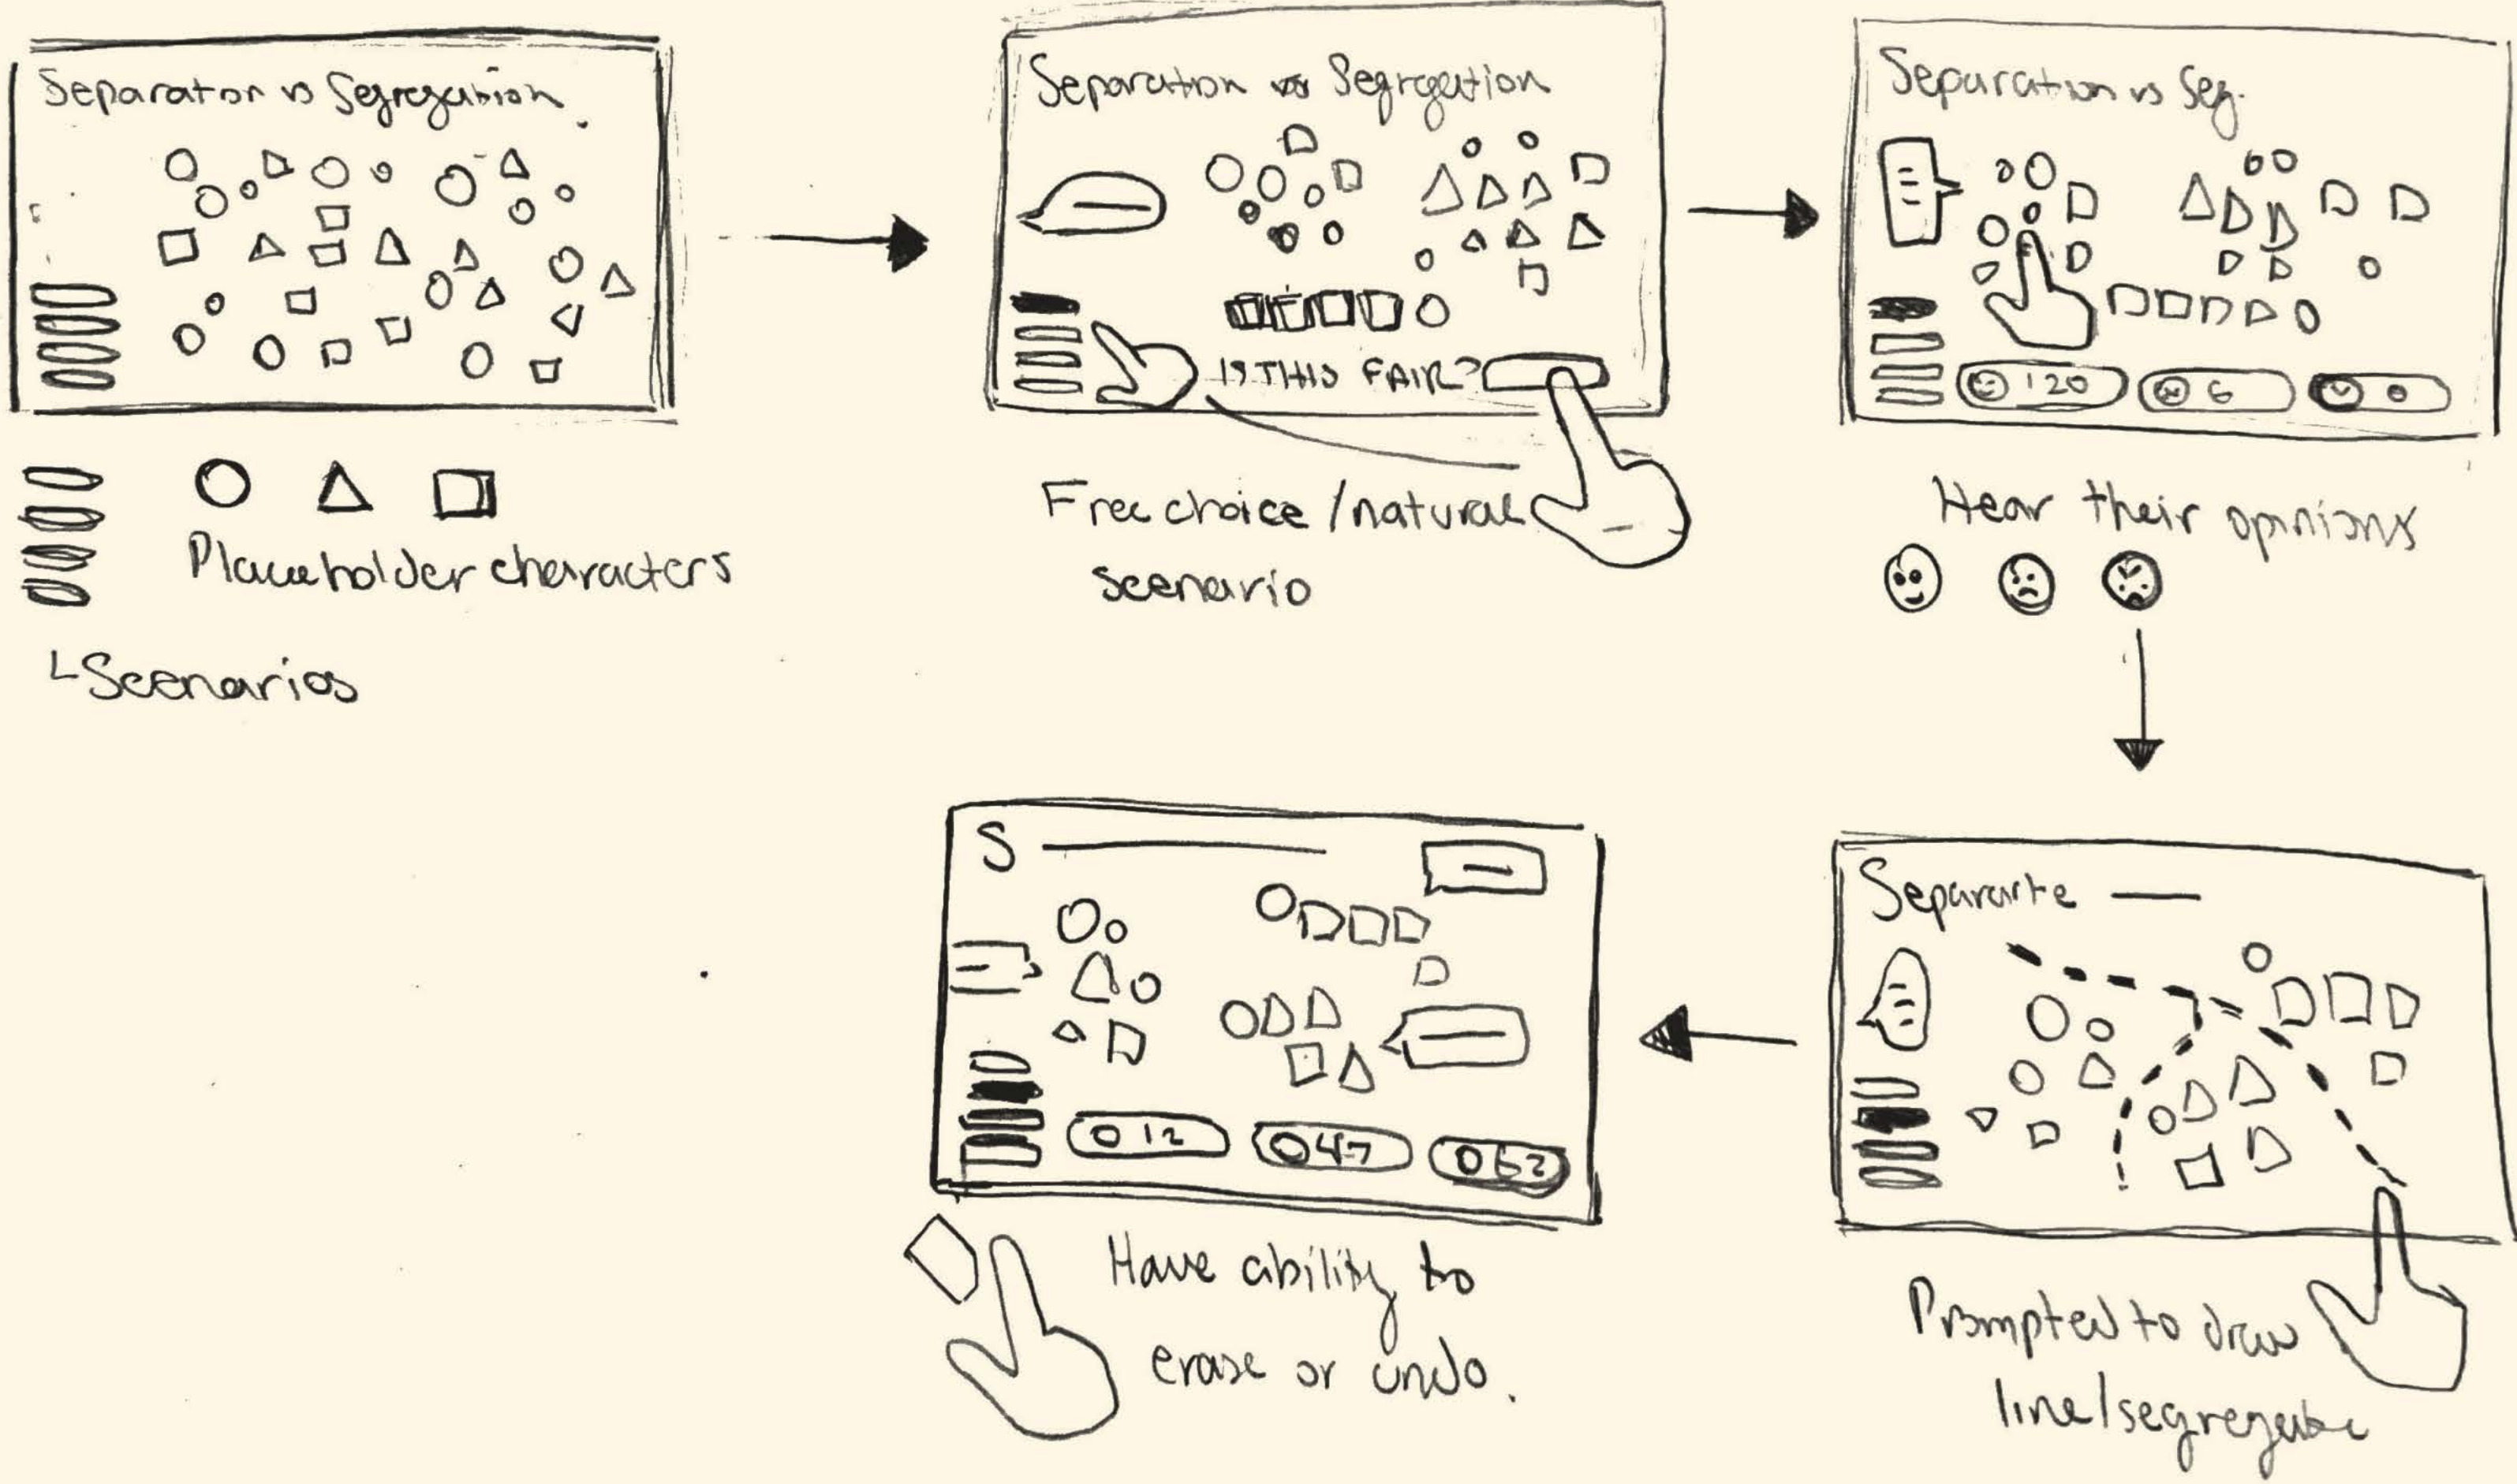 Separation vs Segregation.
Placeholder characters
Scenarios
Separation vs Segregation
IS THIS FAIR?
Free choice / natural
scenario
Separation vs Seg.
120
6
0
Hear their opinions
Separate
Prompted to draw
line/segregate
S
12
47
62
Have ability to
erase or undo.